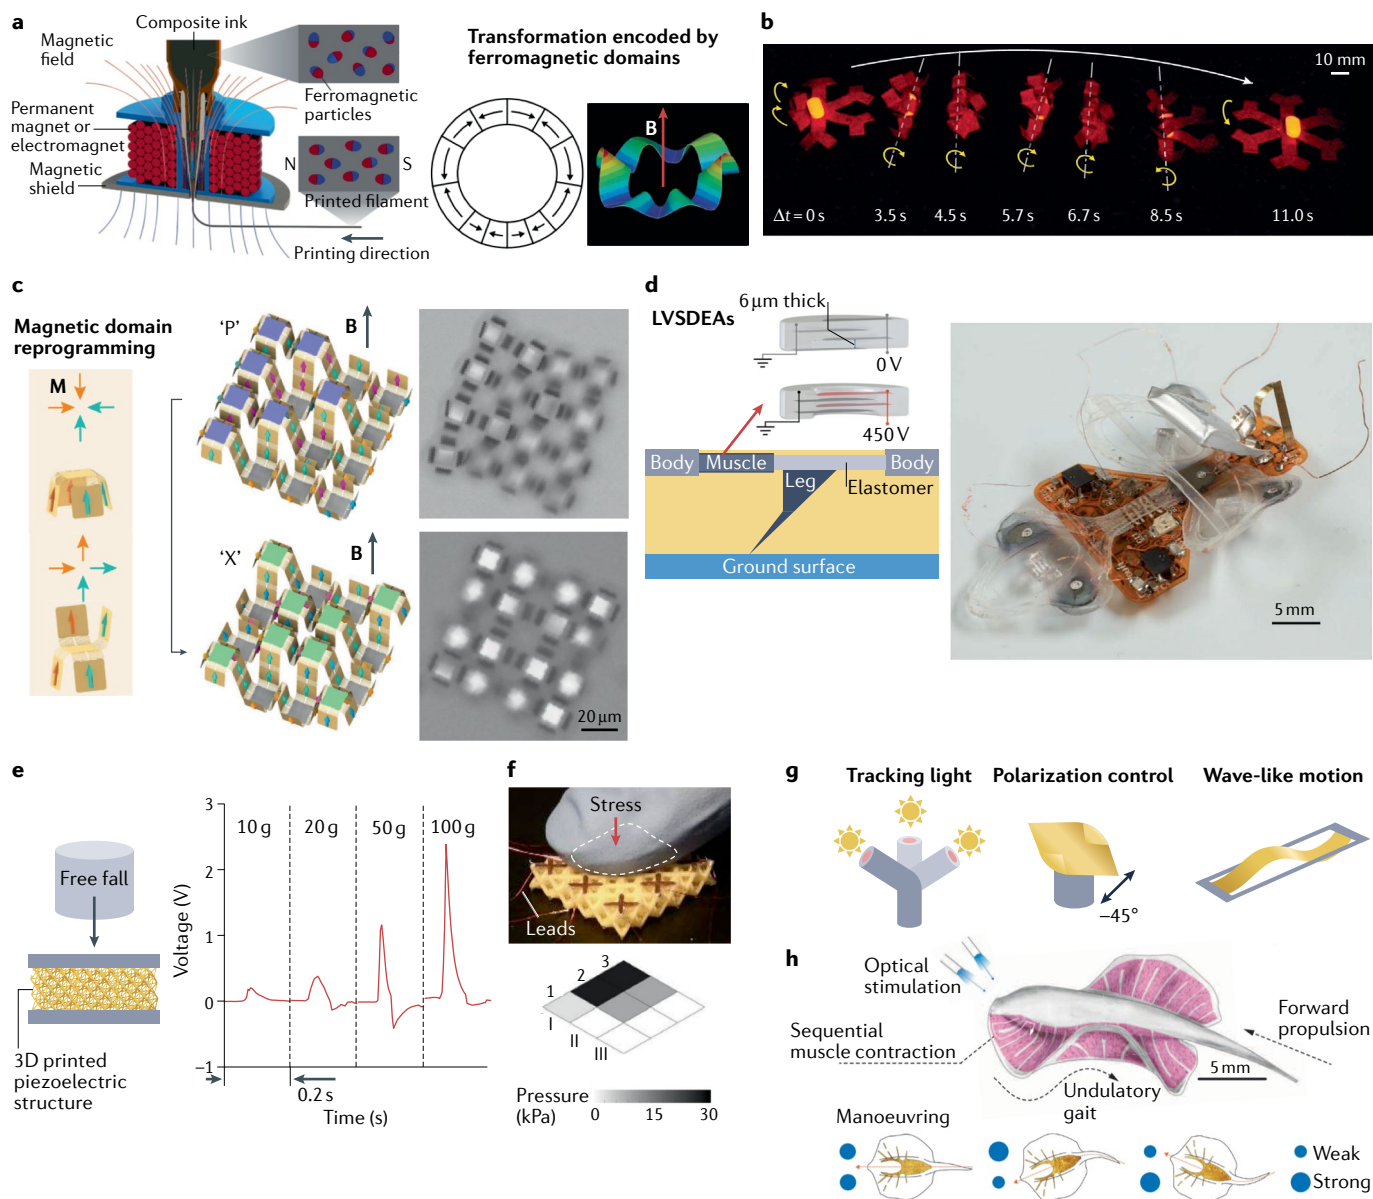 a
Composite ink
Magnetic
field
Ferromagnetic
particles
Permanent
magnet or
electromagnet
Magnetic
shield
N
S
Printed filament
Printing direction
Transformation encoded by
ferromagnetic domains
B
b
10 mm
Δt = 0 s
3.5 s
4.5 s
5.7 s
6.7 s
8.5 s
11.0 s
c
Magnetic domain
reprogramming
M
'P'
B
'X'
B
20 μm
d
LVSDEAs
6 μm thick
0 V
450 V
Body
Muscle
Body
Leg
Elastomer
Ground surface
5 mm
e
Free fall
3D printed
piezoelectric
structure
Voltage (V)
3
2
1
0
−1
10 g
20 g
50 g
100 g
0.2 s
Time (s)
f
Stress
Leads
3
2
1
I
II
III
Pressure
(kPa)
0
15
30
g
Tracking light
Polarization control
Wave-like motion
−45°
h
Optical
stimulation
Sequential
muscle contraction
Forward
propulsion
5 mm
Undulatory
gait
Manoeuvring
Weak
Strong